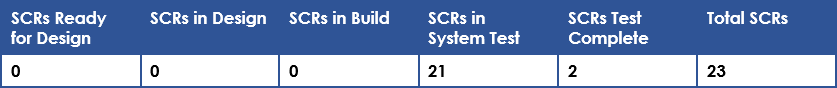 SCRs Ready for Design
SCRs in Design
SCRs in Build
SCRs in System Test
SCRs Test Complete
Total SCRs
0
0
0
21
2
23